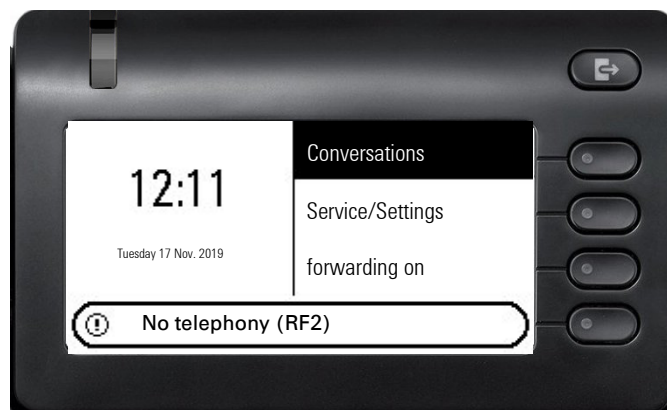 12:11
Tuesday 17 Nov. 2019
Conversations
Service/Settings
forwarding on
No telephony (RF2)